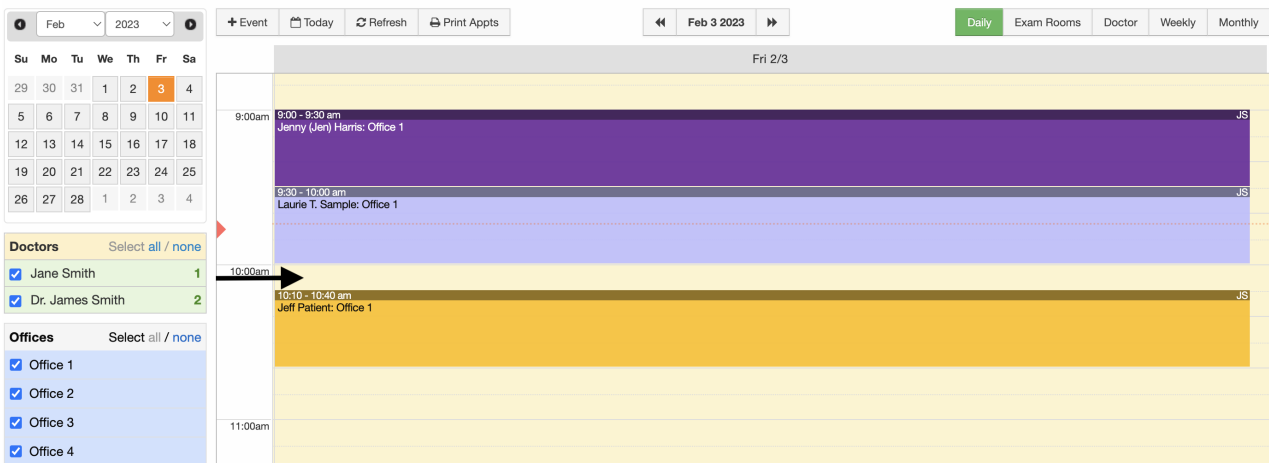 Feb 2023
+ Event Today Refresh Print Appts
Feb 3 2023
Daily Exam Rooms Doctor Weekly Monthly
Su Mo Tu We Th Fr Sa
29 30 31 1 2 3 4
5 6 7 8 9 10 11
12 13 14 15 16 17 18
19 20 21 22 23 24 25
26 27 28 1 2 3 4
Doctors Select all / none
Jane Smith 1
Dr. James Smith 2
Offices Select all / none
Office 1
Office 2
Office 3
Office 4
Fri 2/3
9:00am
9:00 - 9:30 am JS
Jenny (Jen) Harris: Office 1
9:30 - 10:00 am JS
Laurie T. Sample: Office 1
10:00am
10:10 - 10:40 am JS
Jeff Patient: Office 1
11:00am